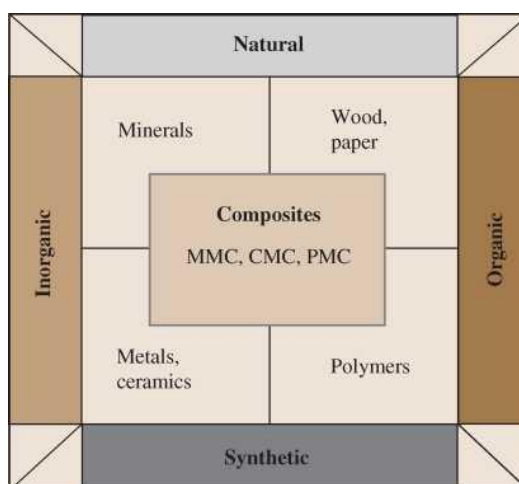 Natural
Minerals
Wood,
paper
Inorganic
Composites
MMC, CMC, PMC
Organic
Metals,
ceramics
Polymers
Synthetic